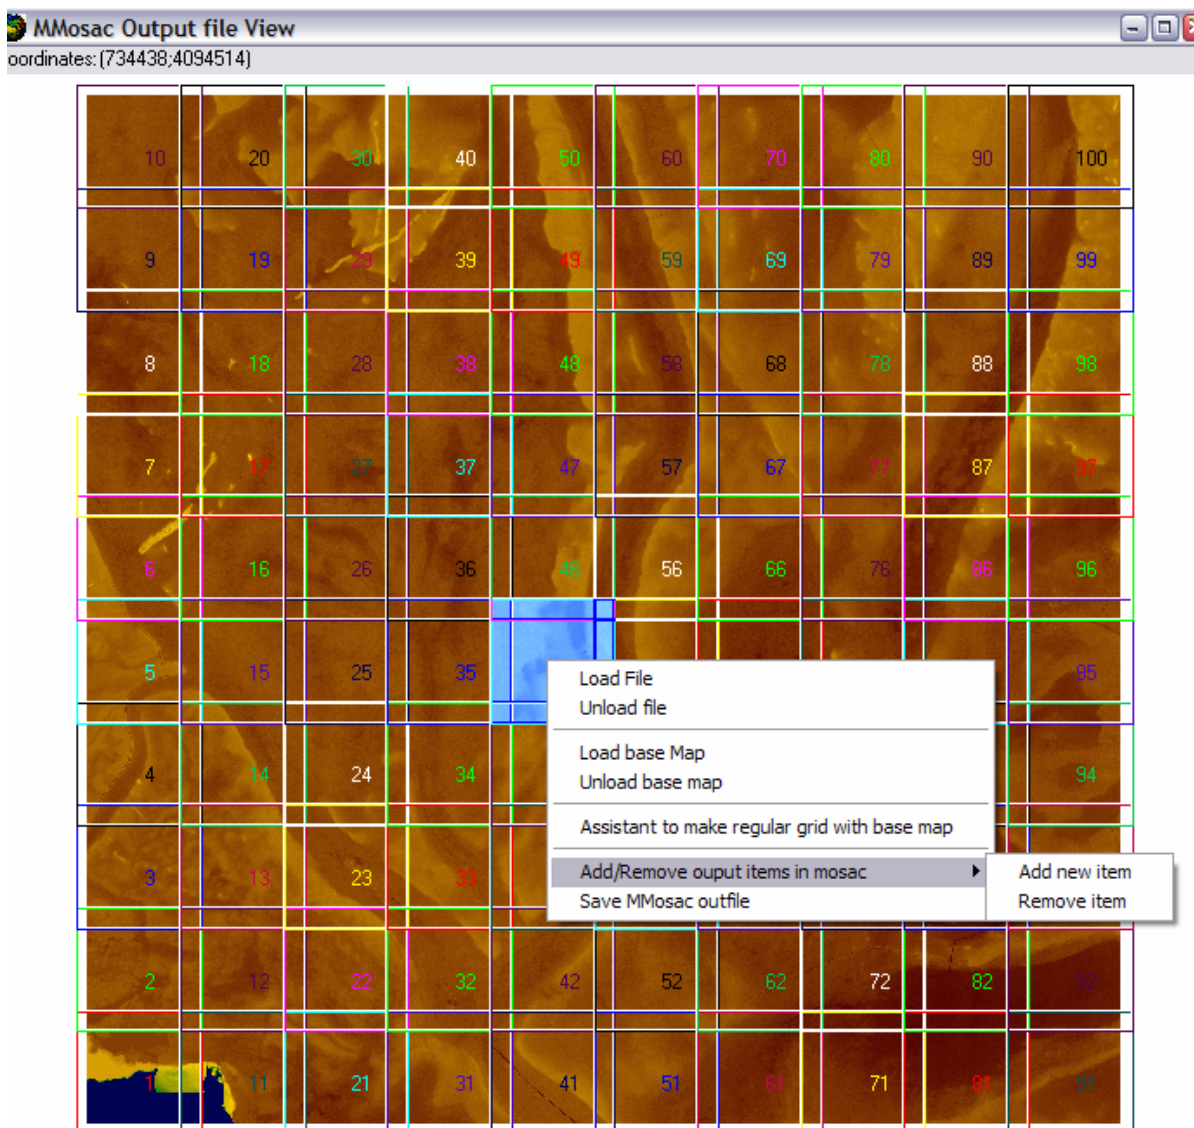 MMosac Output file View
oordinates:(734438;4094514)
10 20 30 40 50 60 70 80 90 100
9 19 29 39 49 59 69 79 89 99
8 18 28 38 48 58 68 78 88 98
7 17 27 37 47 57 67 77 87 97
6 16 26 36 46 56 66 76 86 96
5 15 25 35 95
4 14 24 34 94
3 13 23 33
2 12 22 32 42 52 62 72 82 92
1 11 21 31 41 51 61 71 81 91
Load File
Unload file
Load base Map
Unload base map
Assistant to make regular grid with base map
Add/Remove ouput items in mosac
Save MMosac outfile
Add new item
Remove item